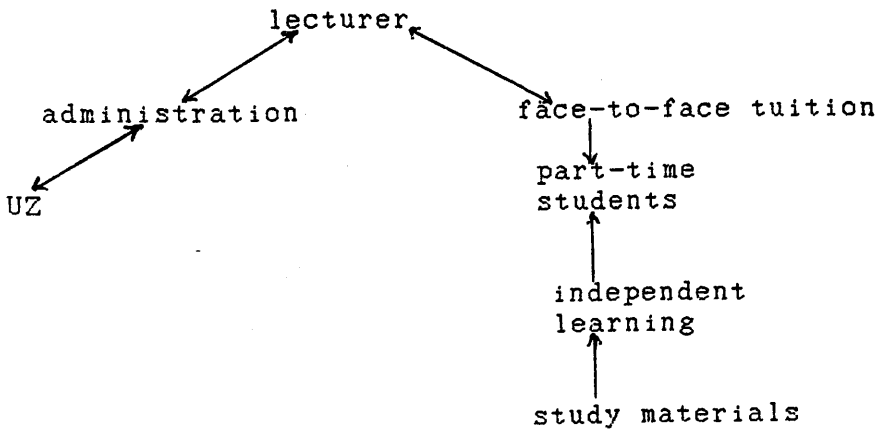 lecturer
administration
face-to-face tuition
part-time
students
UZ
independent
learning
study materials